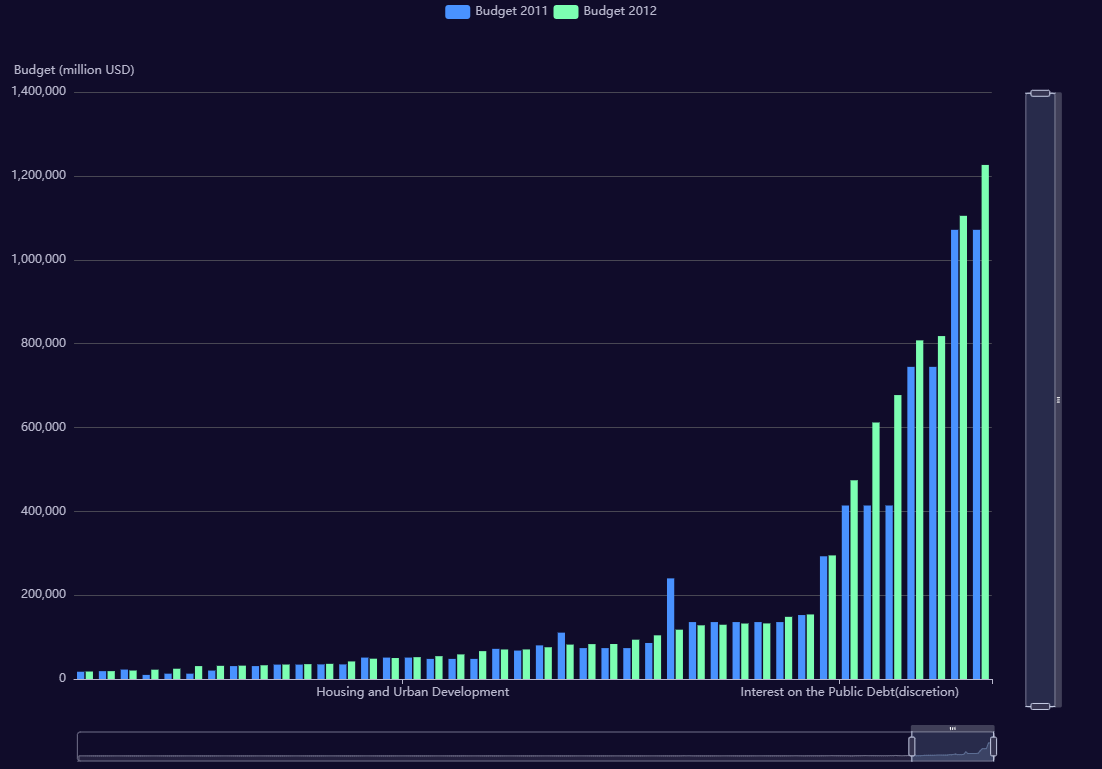 Budget 2011 Budget 2012
Budget (million USD)
1,400,000
1,200,000
1,000,000
800,000
600,000
400,000
200,000
0
Housing and Urban Development Interest on the Public Debt(discretion)